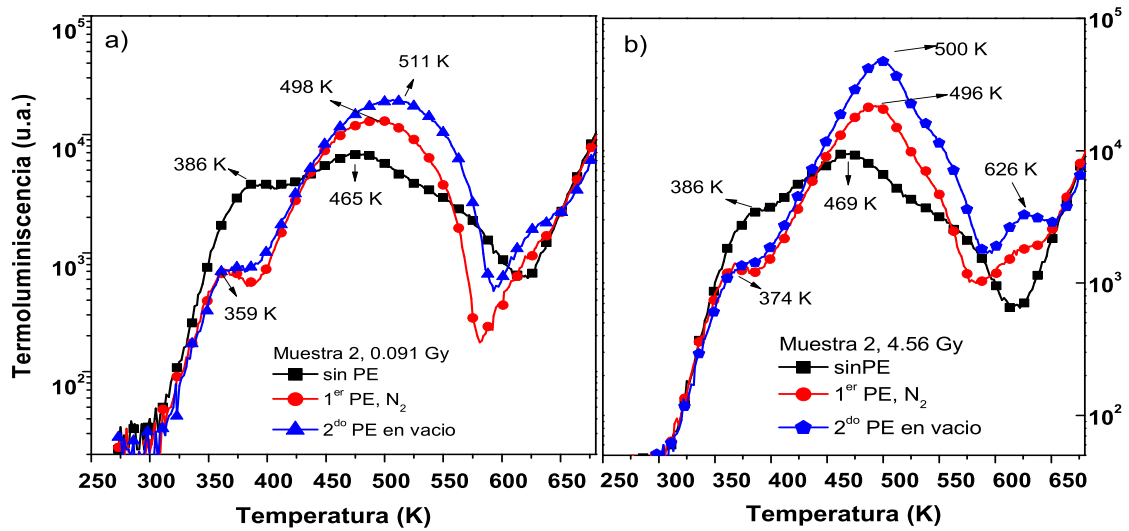 a)
Termoluminiscencia (u.a.)
10^5
10^4
10^3
10^2
511 K
498 K
386 K
465 K
359 K
Muestra 2, 0.091 Gy
sin PE
1^er PE, N_2
2^do PE en vacio
250 300 350 400 450 500 550 600 650
Temperatura (K)
b)
500 K
496 K
626 K
386 K
469 K
374 K
Muestra 2, 4.56 Gy
sinPE
1^er PE, N_2
2^do PE en vacio
10^5
10^4
10^3
10^2
250 300 350 400 450 500 550 600 650
Temperatura (K)